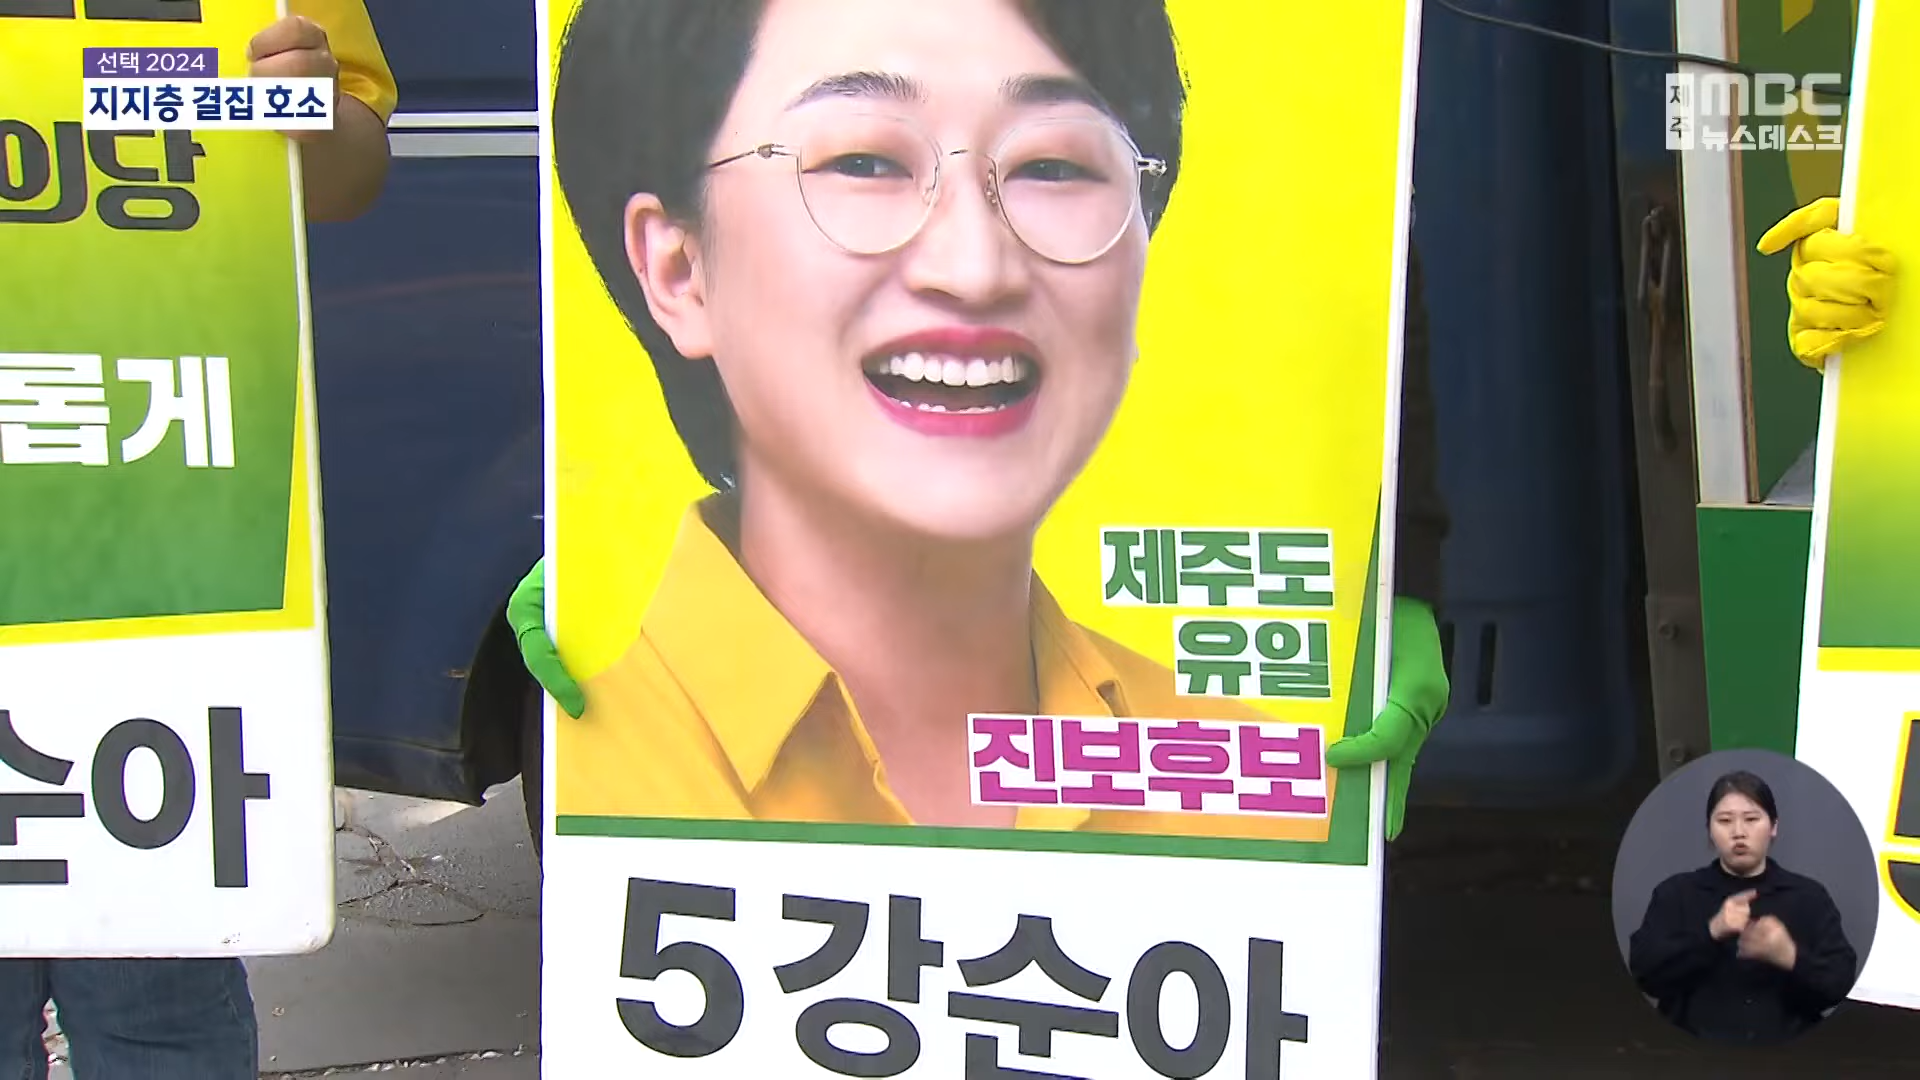 선택 2024
지지층 결집 호소
제주 MBC
뉴스데스크
의당
롭게
순아
제주도
유일
진보후보
5 강순아